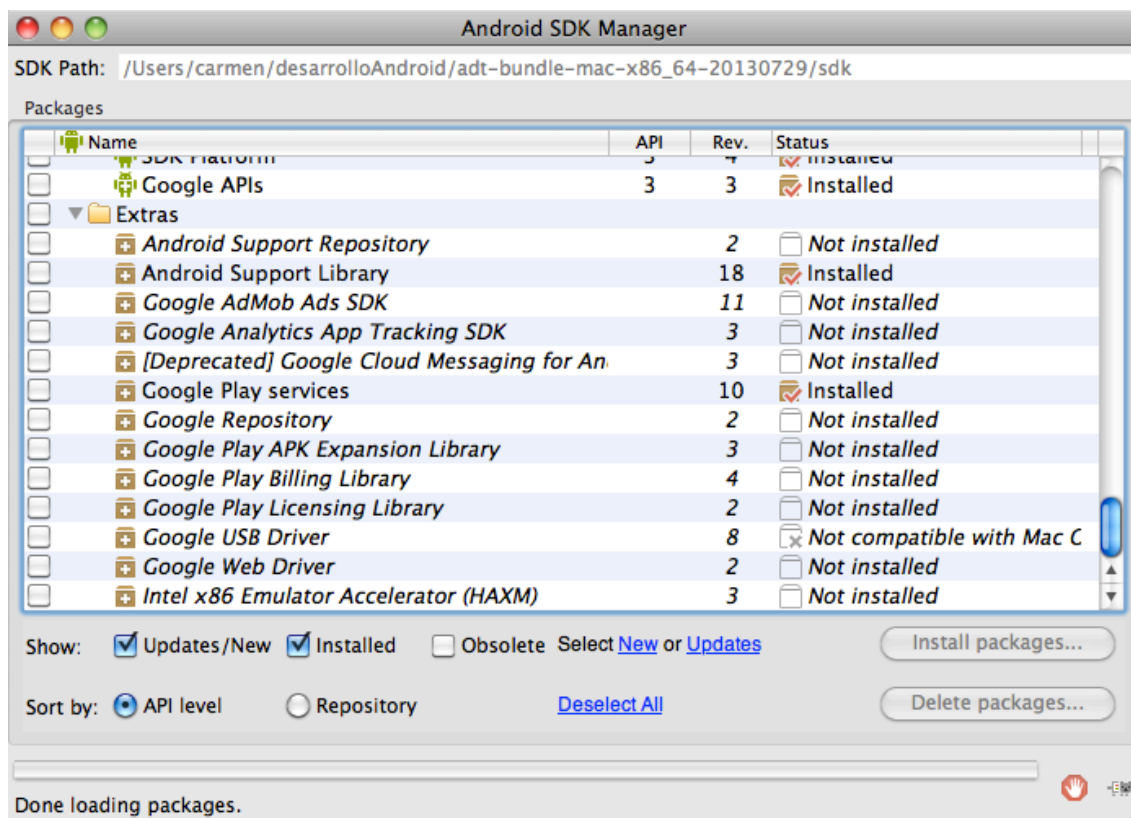 Android SDK Manager
SDK Path: /Users/carmen/desarrolloAndroid/adt-bundle-mac-x86_64-20130729/sdk
Packages
Name API Rev. Status
SDK Platform 3 4 Installed
Google APIs 3 3 Installed
Extras
Android Support Repository 2 Not installed
Android Support Library 18 Installed
Google AdMob Ads SDK 11 Not installed
Google Analytics App Tracking SDK 3 Not installed
[Deprecated] Google Cloud Messaging for An 3 Not installed
Google Play services 10 Installed
Google Repository 2 Not installed
Google Play APK Expansion Library 3 Not installed
Google Play Billing Library 4 Not installed
Google Play Licensing Library 2 Not installed
Google USB Driver 8 Not compatible with Mac O
Google Web Driver 2 Not installed
Intel x86 Emulator Accelerator (HAXM) 3 Not installed
Show: Updates/New Installed Obsolete Select New or Updates Install packages...
Sort by: API level Repository Deselect All Delete packages...
Done loading packages.